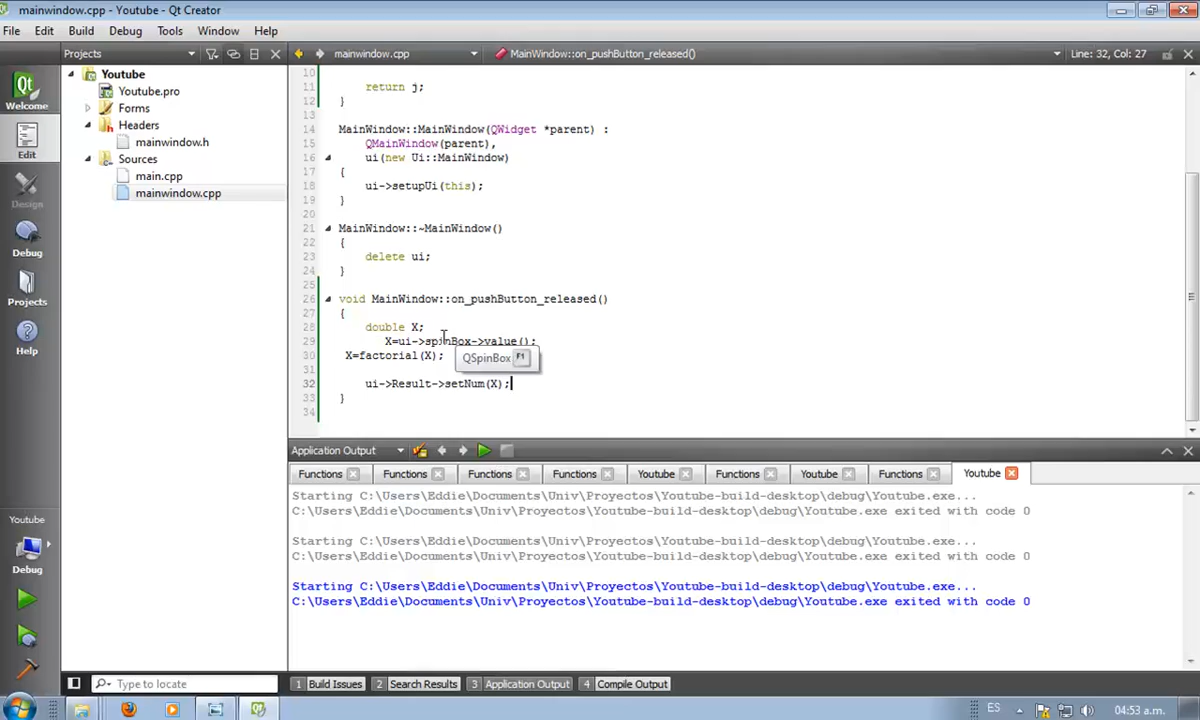 mainwindow.cpp - Youtube - Qt Creator
File Edit Build Debug Tools Window Help
Projects
mainwindow.cpp
MainWindow::on_pushButton_released()
Line: 32, Col: 27
Welcome
Edit
Design
Debug
Projects
Help
Youtube
Debug
Youtube
Youtube.pro
Forms
Headers
mainwindow.h
Sources
main.cpp
mainwindow.cpp
10
11 return j;
12 }
13
14 MainWindow::MainWindow(QWidget *parent) :
15 QMainWindow(parent),
16 ui(new Ui::MainWindow)
17 {
18 ui->setupUi(this);
19 }
20
21 MainWindow::~MainWindow()
22 {
23 delete ui;
24 }
25
26 void MainWindow::on_pushButton_released()
27 {
28 double X;
29 X=ui->spinBox->value();
30 X=factorial(X);
31
32 ui->Result->setNum(X);
33 }
34
QSpinBox F1
Application Output
Functions Functions Functions Functions Youtube Functions Youtube Functions Youtube
Starting C:\Users\Eddie\Documents\Univ\Proyectos\Youtube-build-desktop\debug\Youtube.exe...
C:\Users\Eddie\Documents\Univ\Proyectos\Youtube-build-desktop\debug\Youtube.exe exited with code 0
Starting C:\Users\Eddie\Documents\Univ\Proyectos\Youtube-build-desktop\debug\Youtube.exe...
C:\Users\Eddie\Documents\Univ\Proyectos\Youtube-build-desktop\debug\Youtube.exe exited with code 0
Starting C:\Users\Eddie\Documents\Univ\Proyectos\Youtube-build-desktop\debug\Youtube.exe...
C:\Users\Eddie\Documents\Univ\Proyectos\Youtube-build-desktop\debug\Youtube.exe exited with code 0
Type to locate
1 Build Issues 2 Search Results 3 Application Output 4 Compile Output
ES 04:53 a.m.